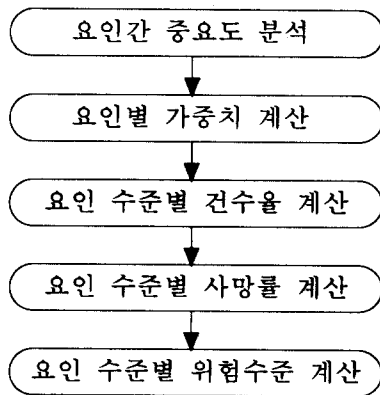 요인간 중요도 분석
요인별 가중치 계산
요인 수준별 건수율 계산
요인 수준별 사망률 계산
요인 수준별 위험수준 계산